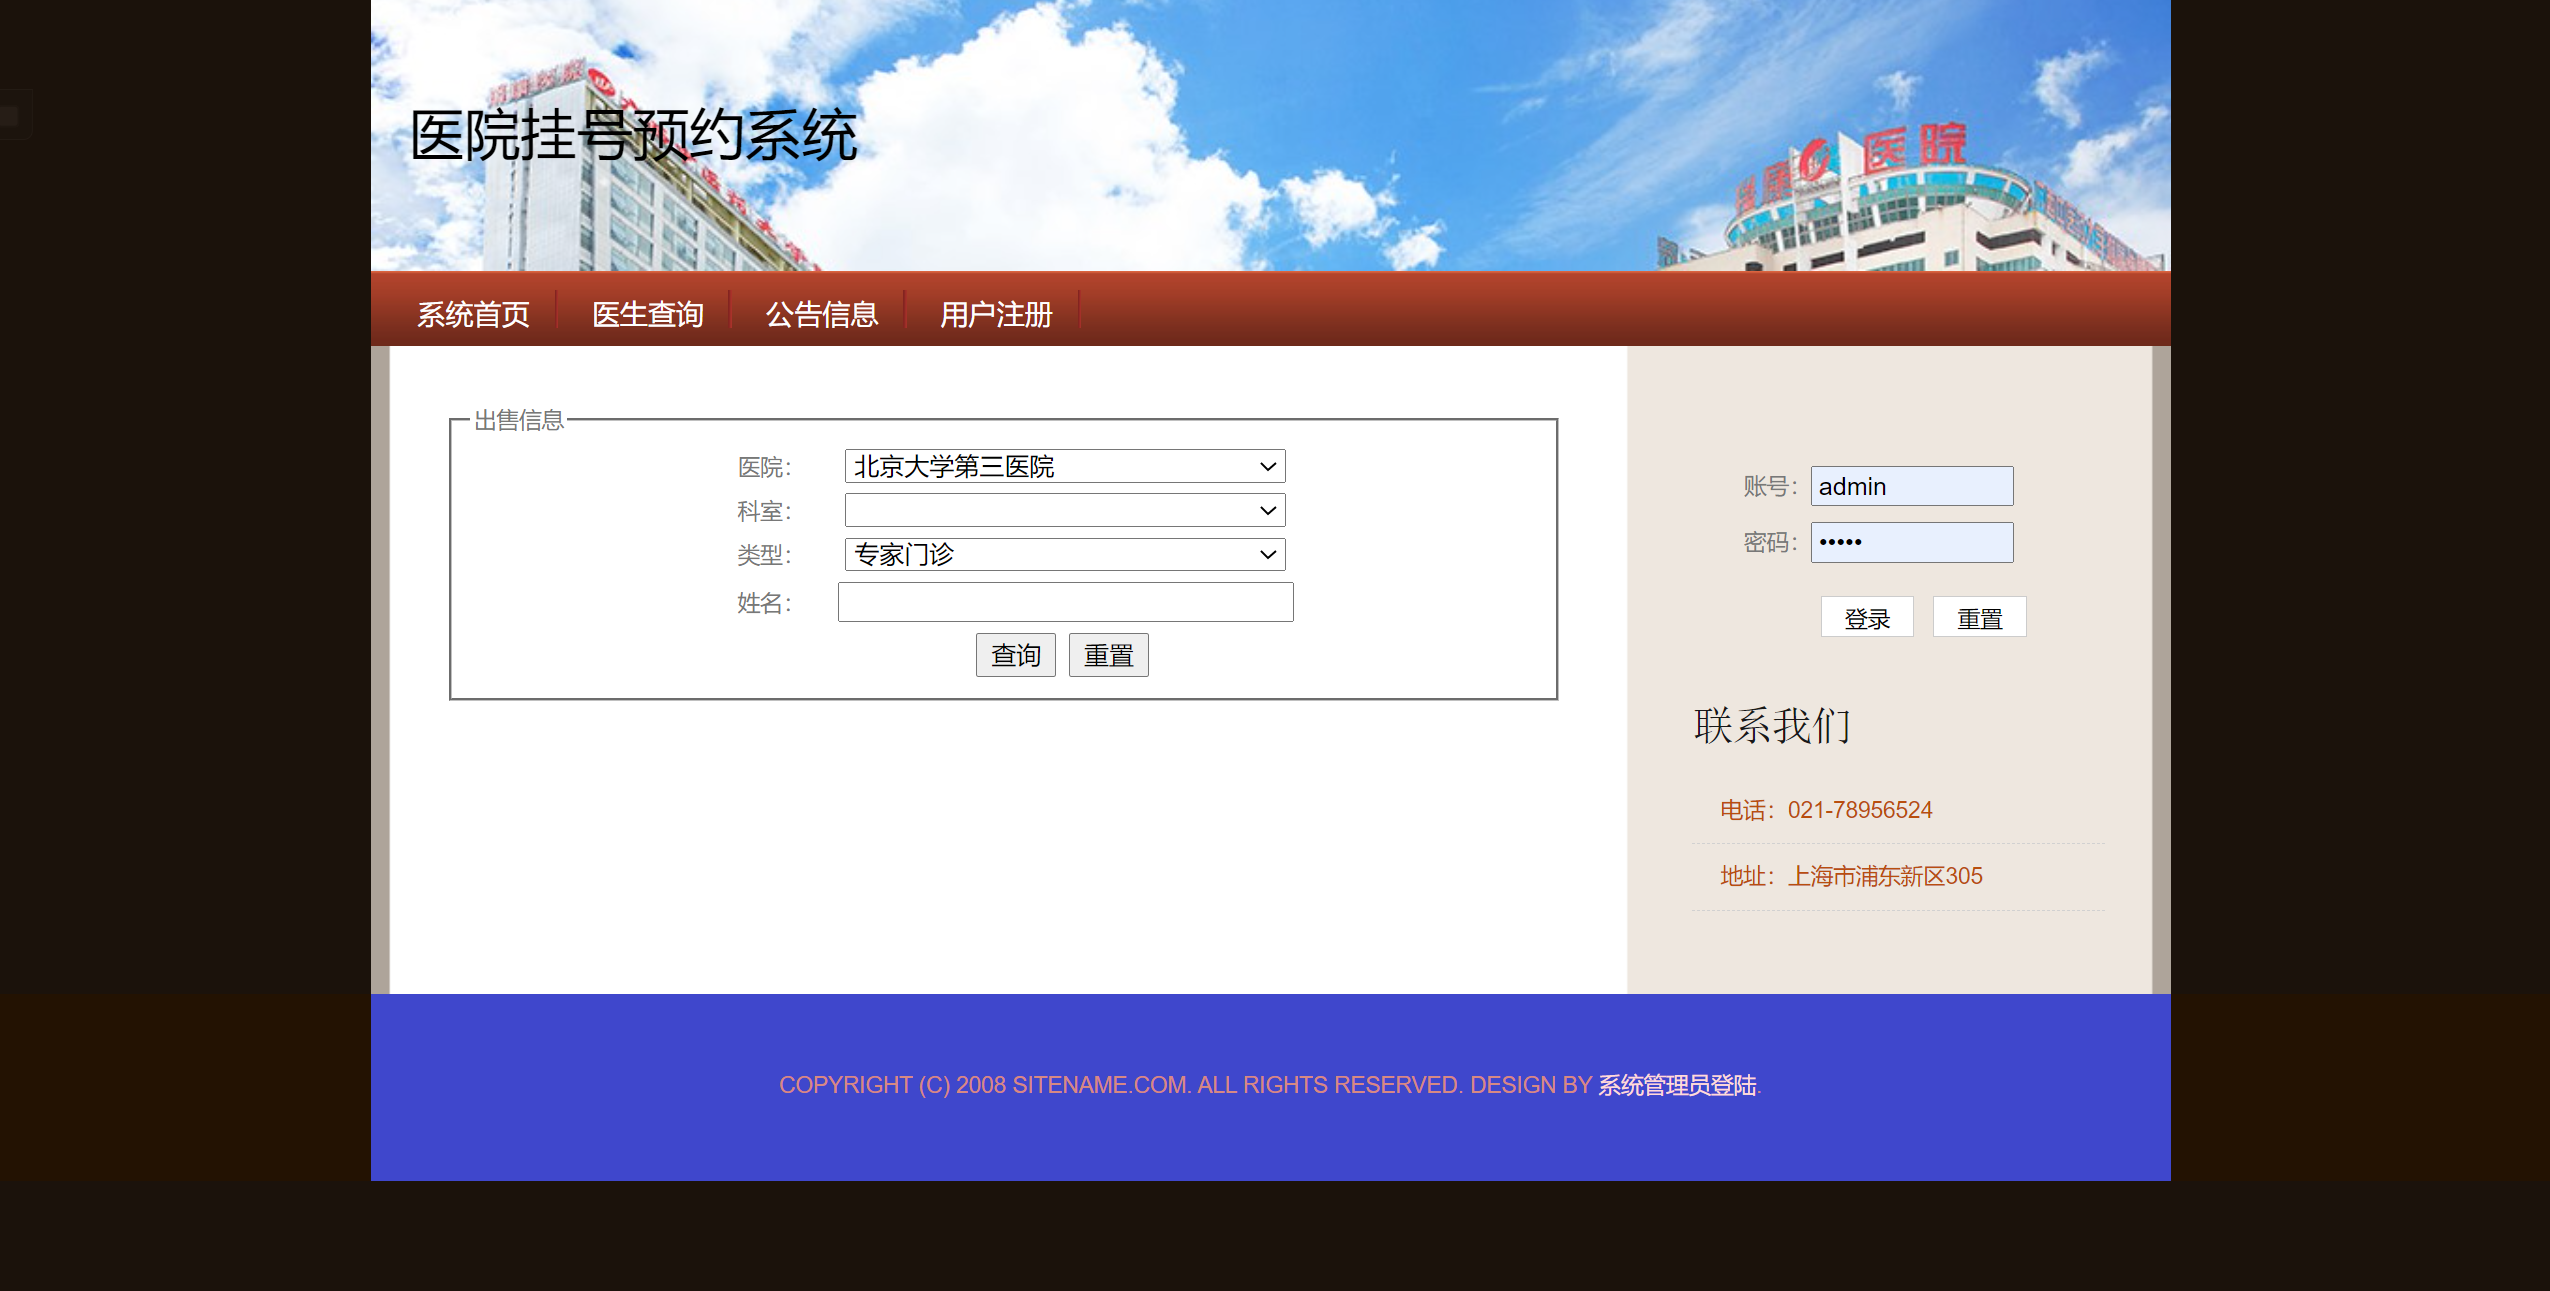 医院挂号预约系统
医院
系统首页 医生查询 公告信息 用户注册
出售信息
医院： 北京大学第三医院
科室：
类型： 专家门诊
姓名：
查询 重置
账号： admin
密码： •••••
登录 重置
联系我们
电话：021-78956524
地址：上海市浦东新区305
COPYRIGHT (C) 2008 SITENAME.COM. ALL RIGHTS RESERVED. DESIGN BY 系统管理员登陆.